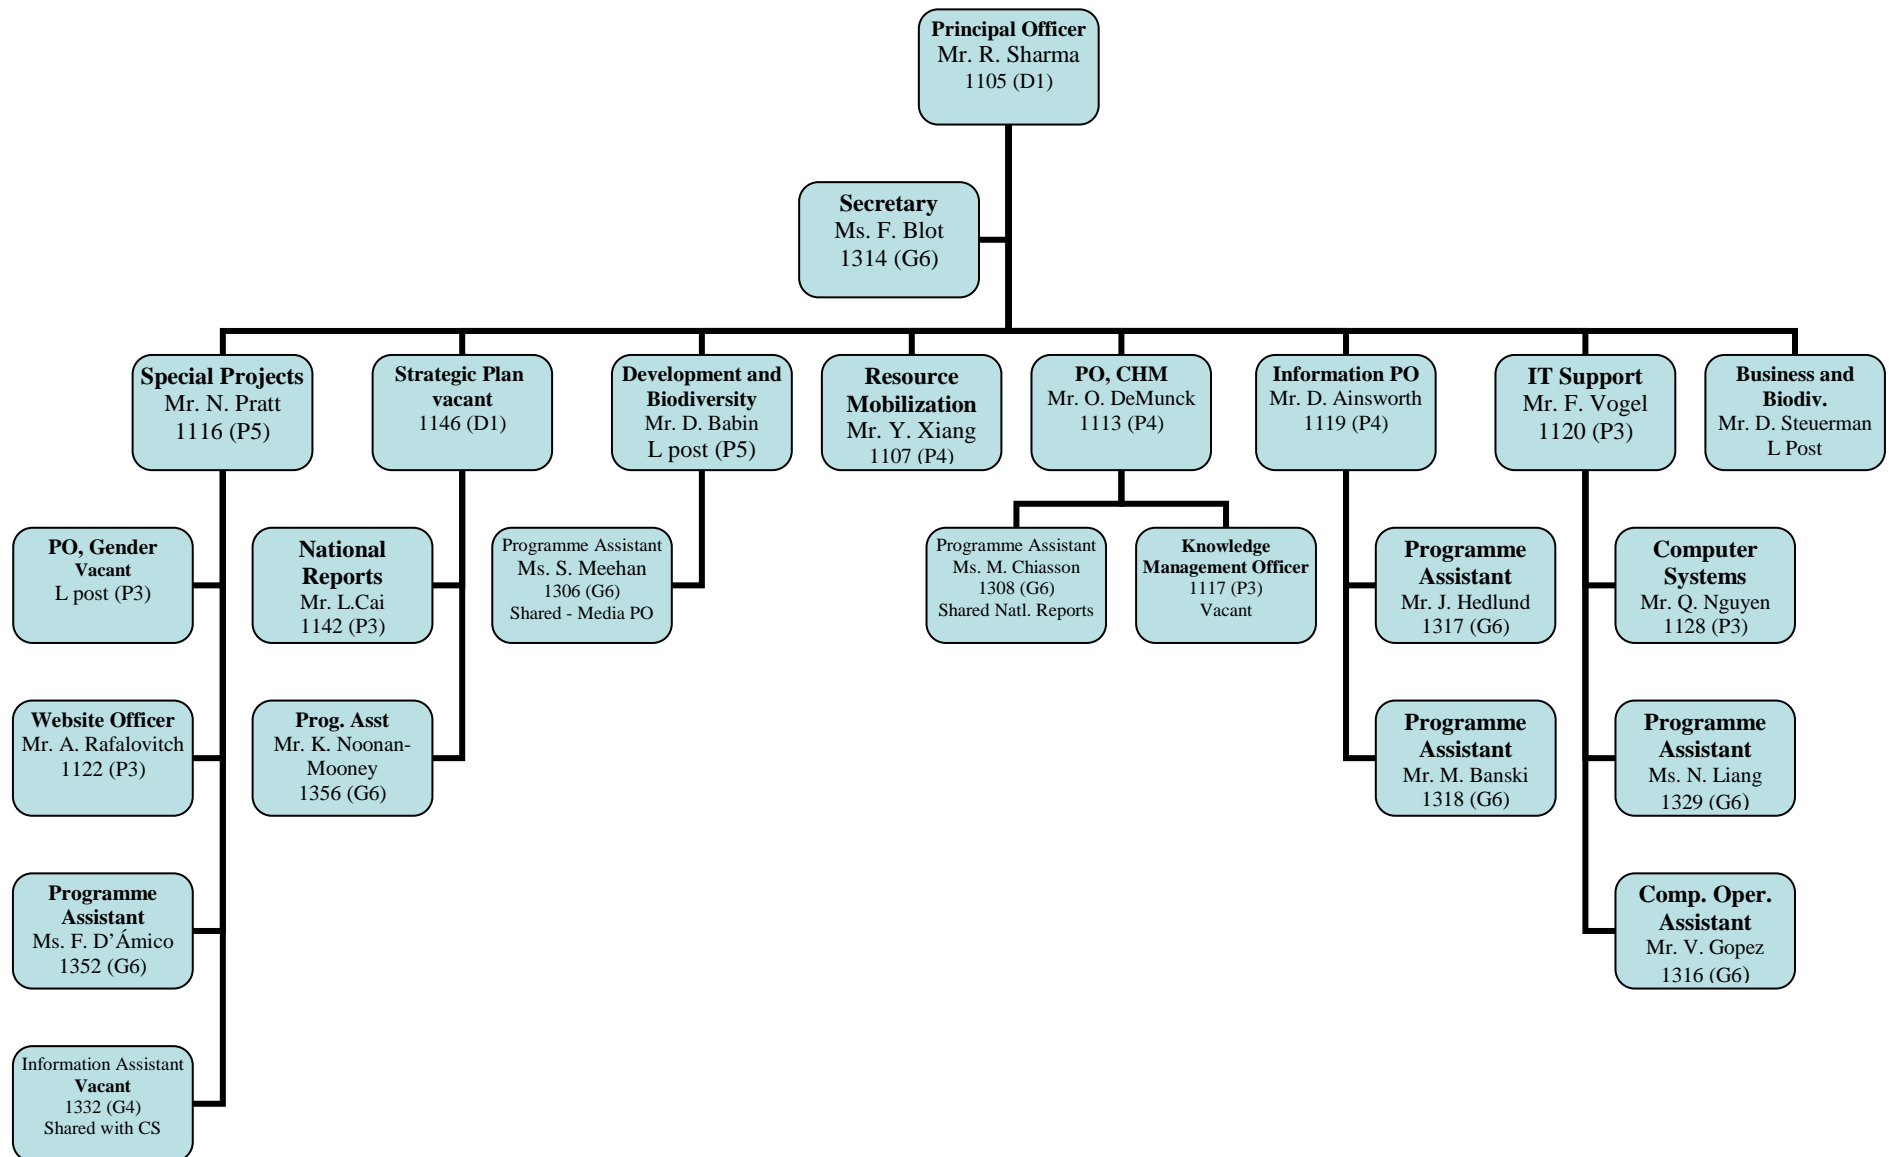 Principal Officer
Mr. R. Sharma
1105 (D1)
Secretary
Ms. F. Blot
1314 (G6)
Special Projects
Mr. N. Pratt
1116 (P5)
Strategic Plan
vacant
1146 (D1)
Development and
Biodiversity
Mr. D. Babin
L post (P5)
Resource
Mobilization
Mr. Y. Xiang
1107 (P4)
PO, CHM
Mr. O. DeMunck
1113 (P4)
Information PO
Mr. D. Ainsworth
1119 (P4)
IT Support
Mr. F. Vogel
1120 (P3)
Business and
Biodiv.
Mr. D. Steuerman
L Post
PO, Gender
Vacant
L post (P3)
National
Reports
Mr. L.Cai
1142 (P3)
Programme Assistant
Ms. S. Meehan
1306 (G6)
Shared - Media PO
Programme Assistant
Ms. M. Chiasson
1308 (G6)
Shared Natl. Reports
Knowledge
Management Officer
1117 (P3)
Vacant
Programme
Assistant
Mr. J. Hedlund
1317 (G6)
Computer
Systems
Mr. Q. Nguyen
1128 (P3)
Website Officer
Mr. A. Rafalovitch
1122 (P3)
Prog. Asst
Mr. K. Noonan-
Mooney
1356 (G6)
Programme
Assistant
Mr. M. Banski
1318 (G6)
Programme
Assistant
Ms. N. Liang
1329 (G6)
Programme
Assistant
Ms. F. D’Ámico
1352 (G6)
Comp. Oper.
Assistant
Mr. V. Gopez
1316 (G6)
Information Assistant
Vacant
1332 (G4)
Shared with CS